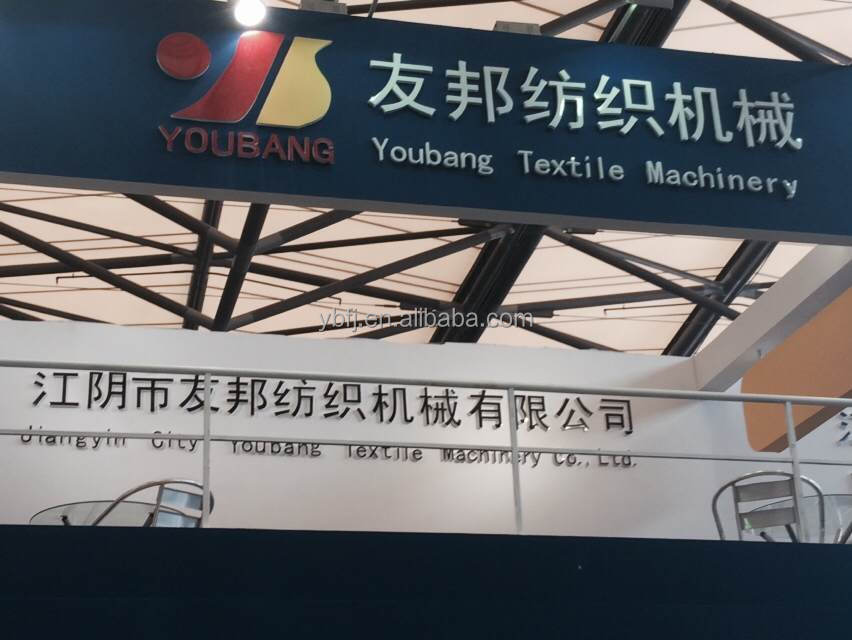 友邦纺织机械
YOUBANG
Youbang Textile Machinery
ybfj.en.alibaba.com
江阴市友邦纺织机械有限公司
Jiangyin City Youbang Textile Machinery Co.,Ltd.